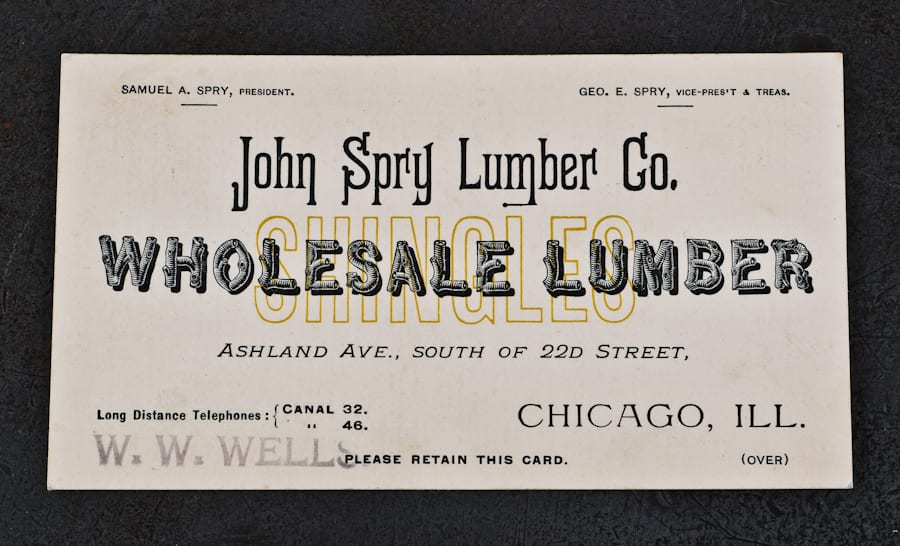 SAMUEL A. SPRY, PRESIDENT.
GEO. E. SPRY, VICE-PRES'T & TREAS.
John Spry Lumber Co.
SHINGLES
WHOLESALE LUMBER
ASHLAND AVE., SOUTH OF 22D STREET,
Long Distance Telephones: { CANAL 32.
" 46.
CHICAGO, ILL.
W. W. WELLS
PLEASE RETAIN THIS CARD.
(OVER)